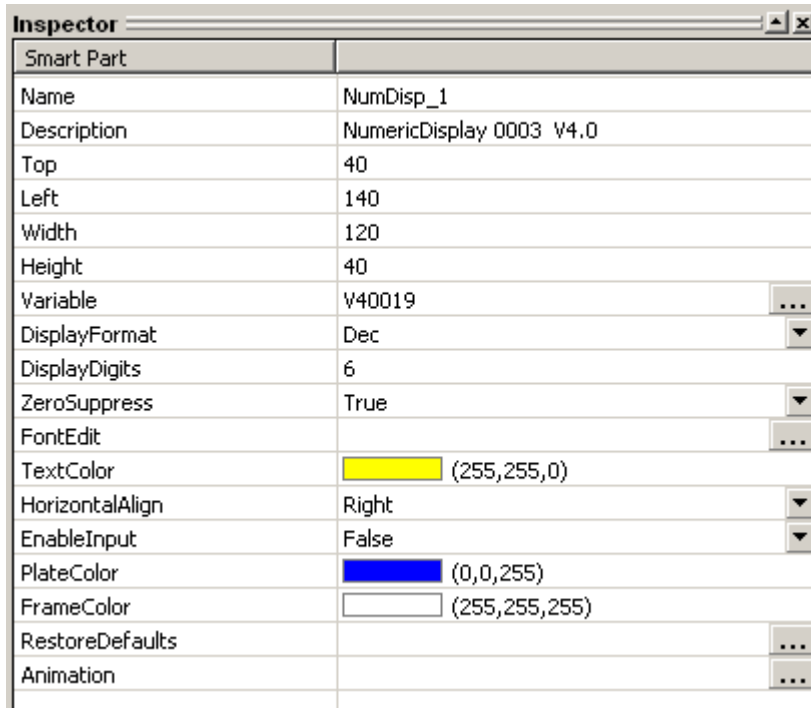 Inspector
Smart Part
Name NumDisp_1
Description NumericDisplay 0003 V4.0
Top 40
Left 140
Width 120
Height 40
Variable V40019 ...
DisplayFormat Dec
DisplayDigits 6
ZeroSuppress True
FontEdit ...
TextColor (255,255,0)
HorizontalAlign Right
EnableInput False
PlateColor (0,0,255)
FrameColor (255,255,255)
RestoreDefaults ...
Animation ...